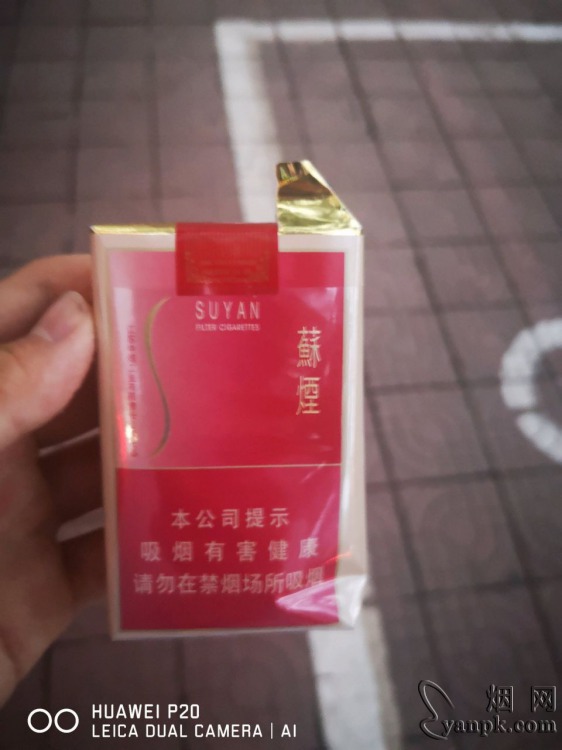 SUYAN
FILTER CIGARETTES
蘇
煙
本公司提示
吸烟有害健康
请勿在禁烟场所吸烟
HUAWEI P20
LEICA DUAL CAMERA | AI
烟网
yanpk.com